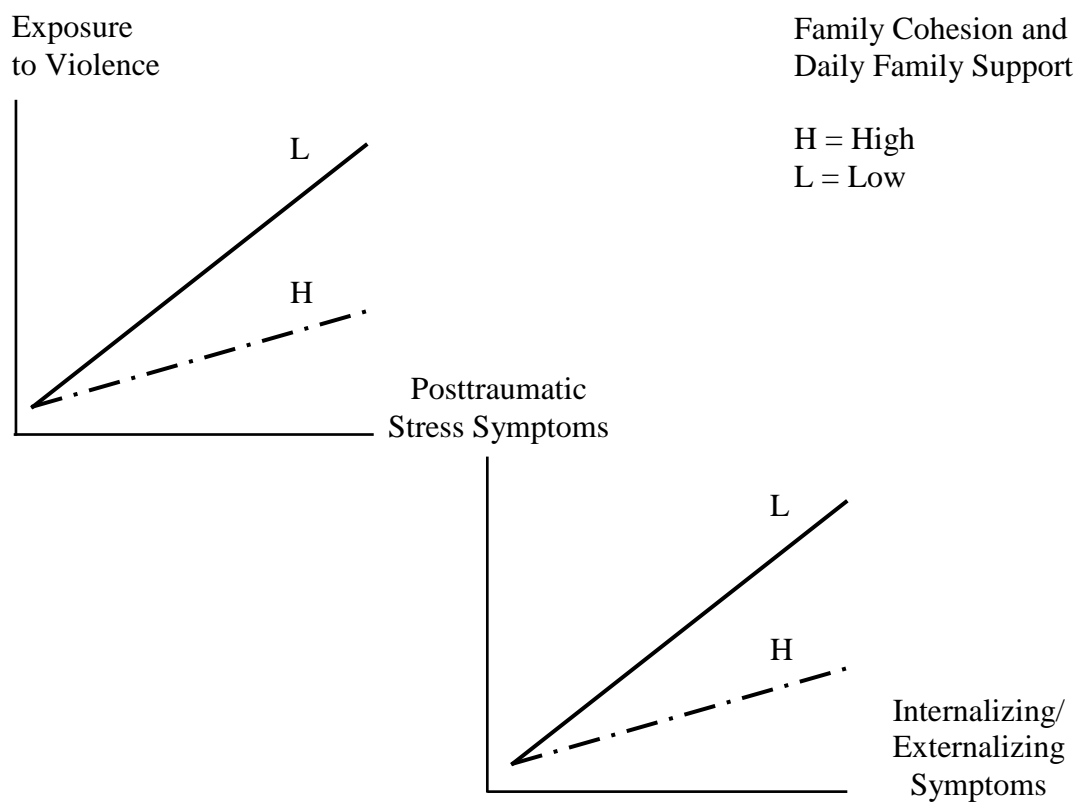 Exposure
to Violence
Family Cohesion and
Daily Family Support
H = High
L = Low
L
H
Posttraumatic
Stress Symptoms
L
H
Internalizing/
Externalizing
Symptoms